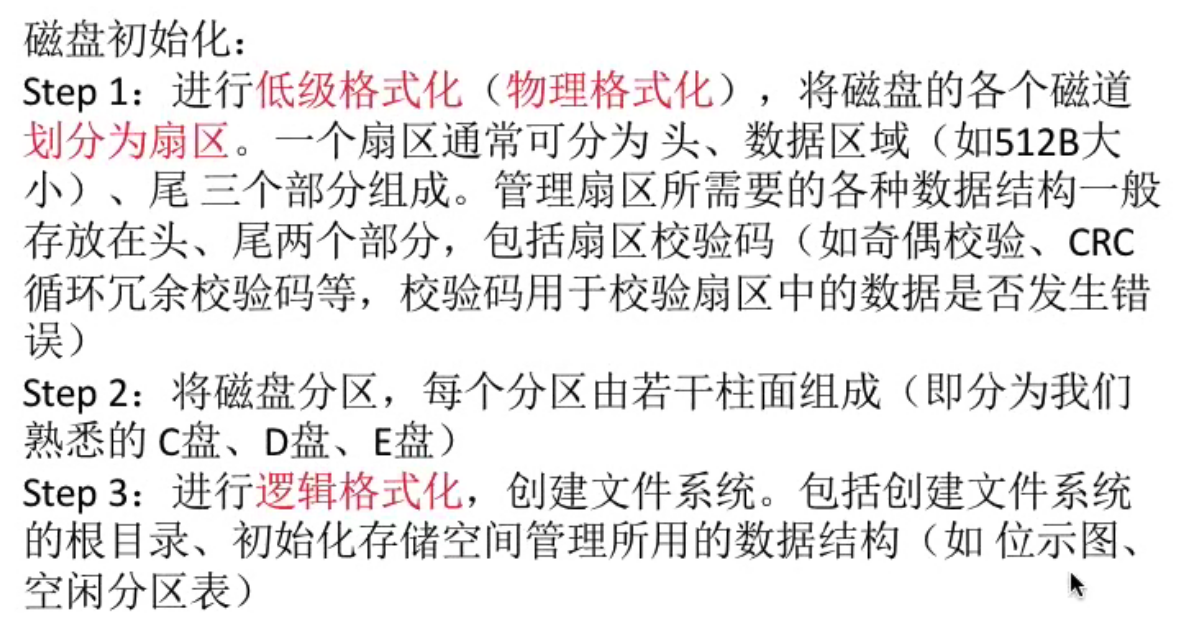 磁盘初始化：
Step 1：进行低级格式化（物理格式化），将磁盘的各个磁道
划分为扇区。一个扇区通常可分为 头、数据区域（如512B大
小）、尾 三个部分组成。管理扇区所需要的各种数据结构一般
存放在头、尾两个部分，包括扇区校验码（如奇偶校验、CRC
循环冗余校验码等，校验码用于校验扇区中的数据是否发生错
误）
Step 2：将磁盘分区，每个分区由若干柱面组成（即分为我们
熟悉的 C盘、D盘、E盘）
Step 3：进行逻辑格式化，创建文件系统。包括创建文件系统
的根目录、初始化存储空间管理所用的数据结构（如 位示图、
空闲分区表）